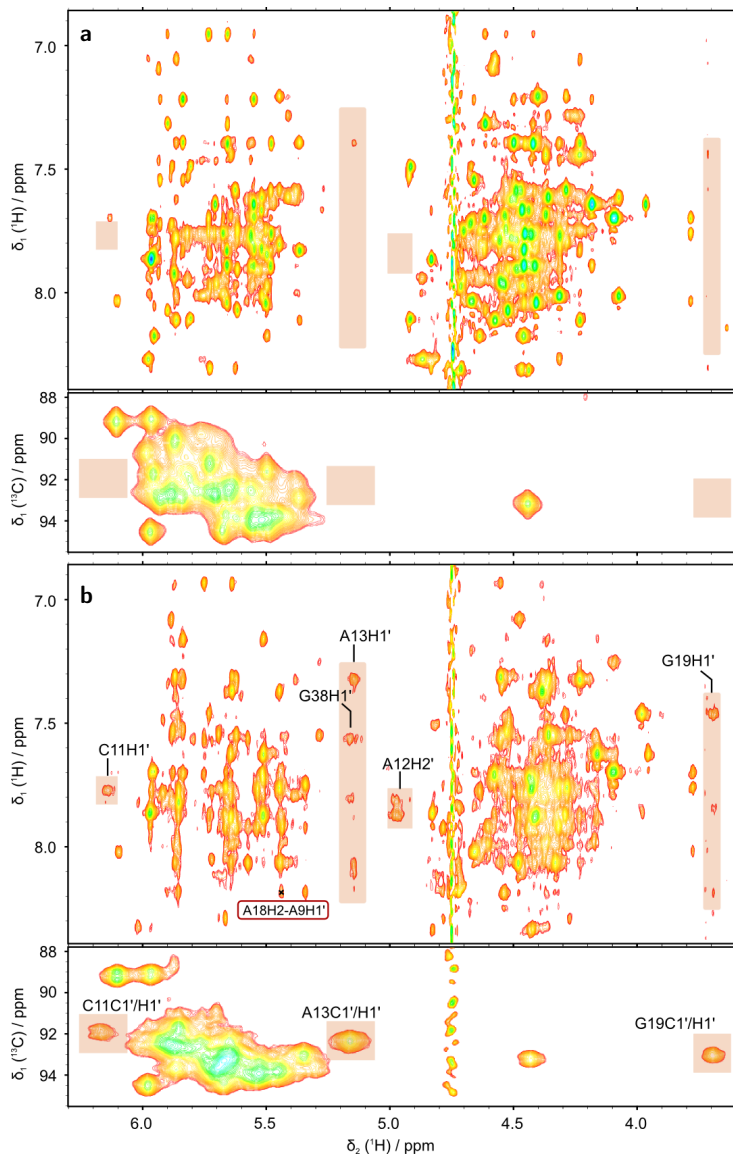 a
7.0
7.5
8.0
δ₁ (¹H) / ppm
88
90
92
94
δ₁ (¹³C) / ppm
b
7.0
7.5
8.0
δ₁ (¹H) / ppm
A13H1'
G38H1'
G19H1'
C11H1'
A12H2'
A18H2-A9H1'
88
90
92
94
δ₁ (¹³C) / ppm
C11C1'/H1'
A13C1'/H1'
G19C1'/H1'
6.0 5.5 5.0 4.5 4.0
δ₂ (¹H) / ppm